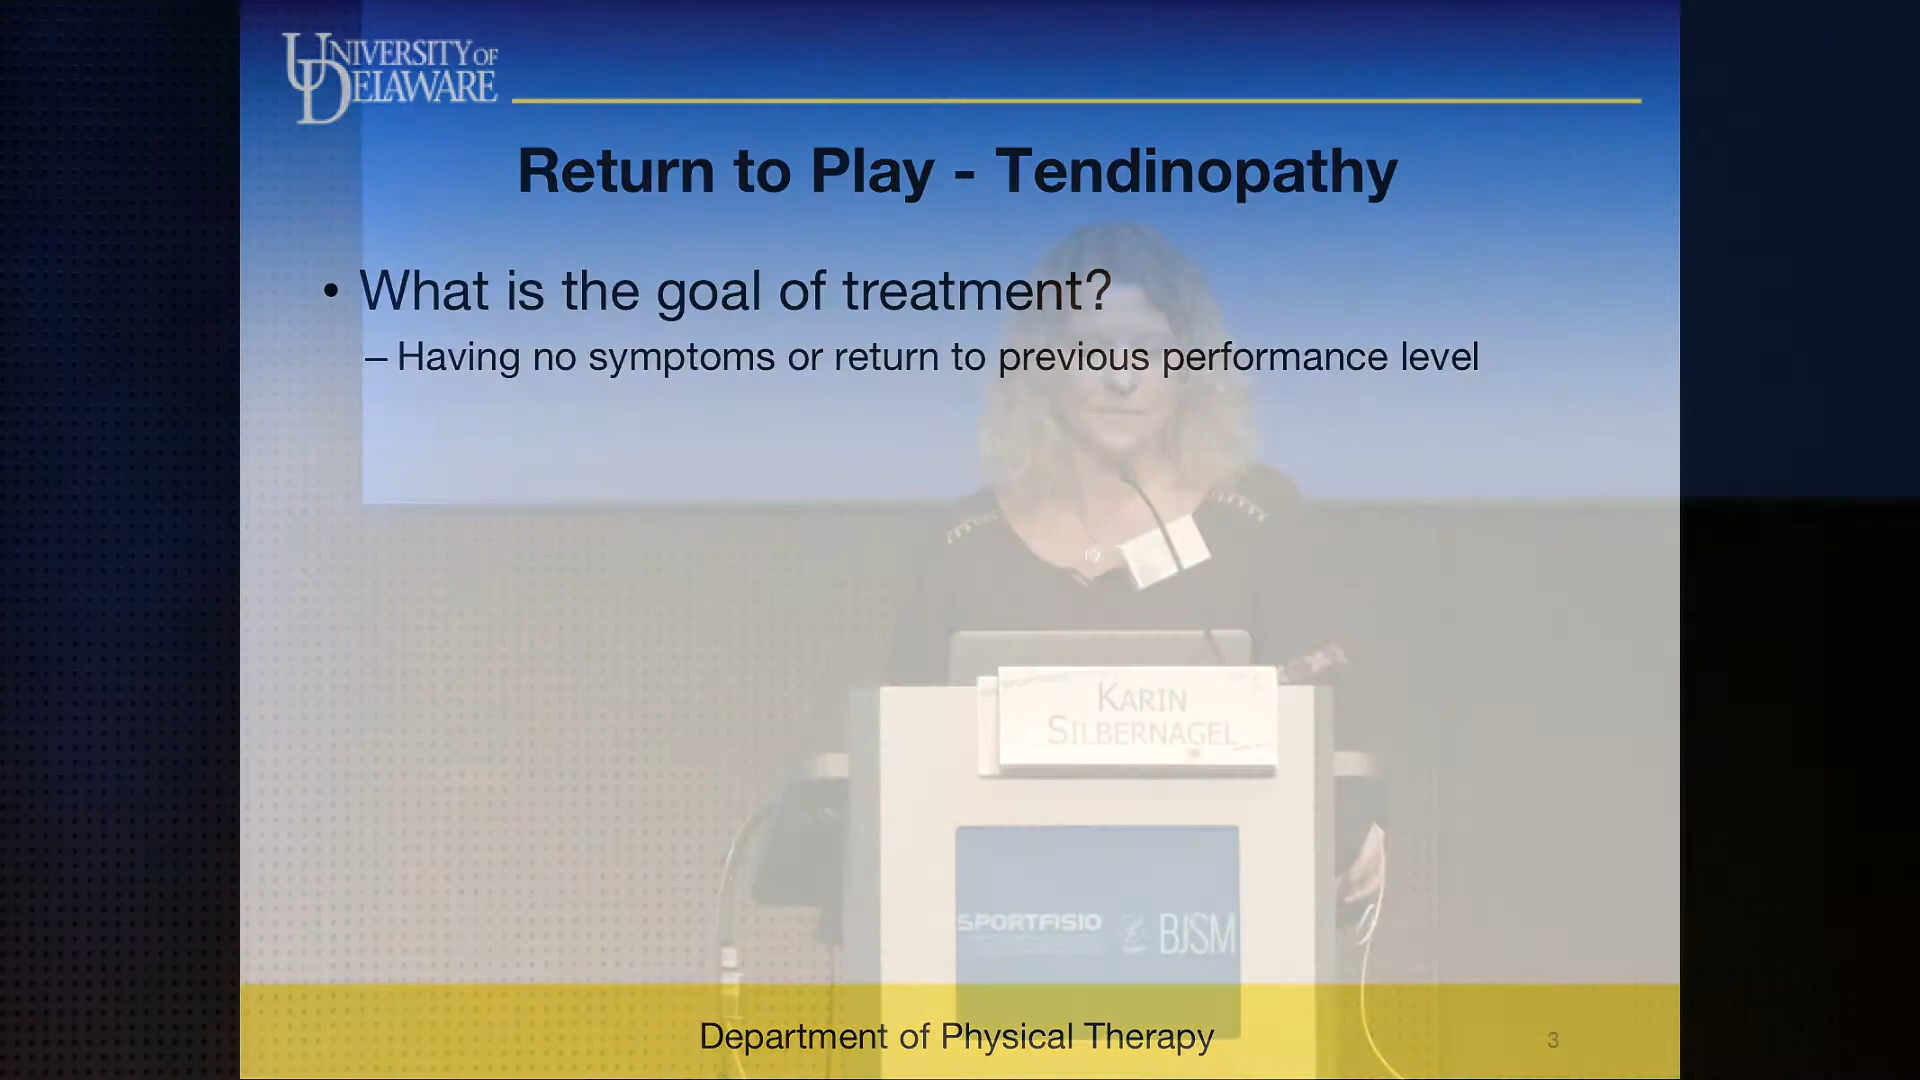 UNIVERSITY OF
DELAWARE
Return to Play - Tendinopathy
• What is the goal of treatment?
– Having no symptoms or return to previous performance level
KARIN
SILBERNAGEL
SPORTFISIO BJSM
Department of Physical Therapy
3